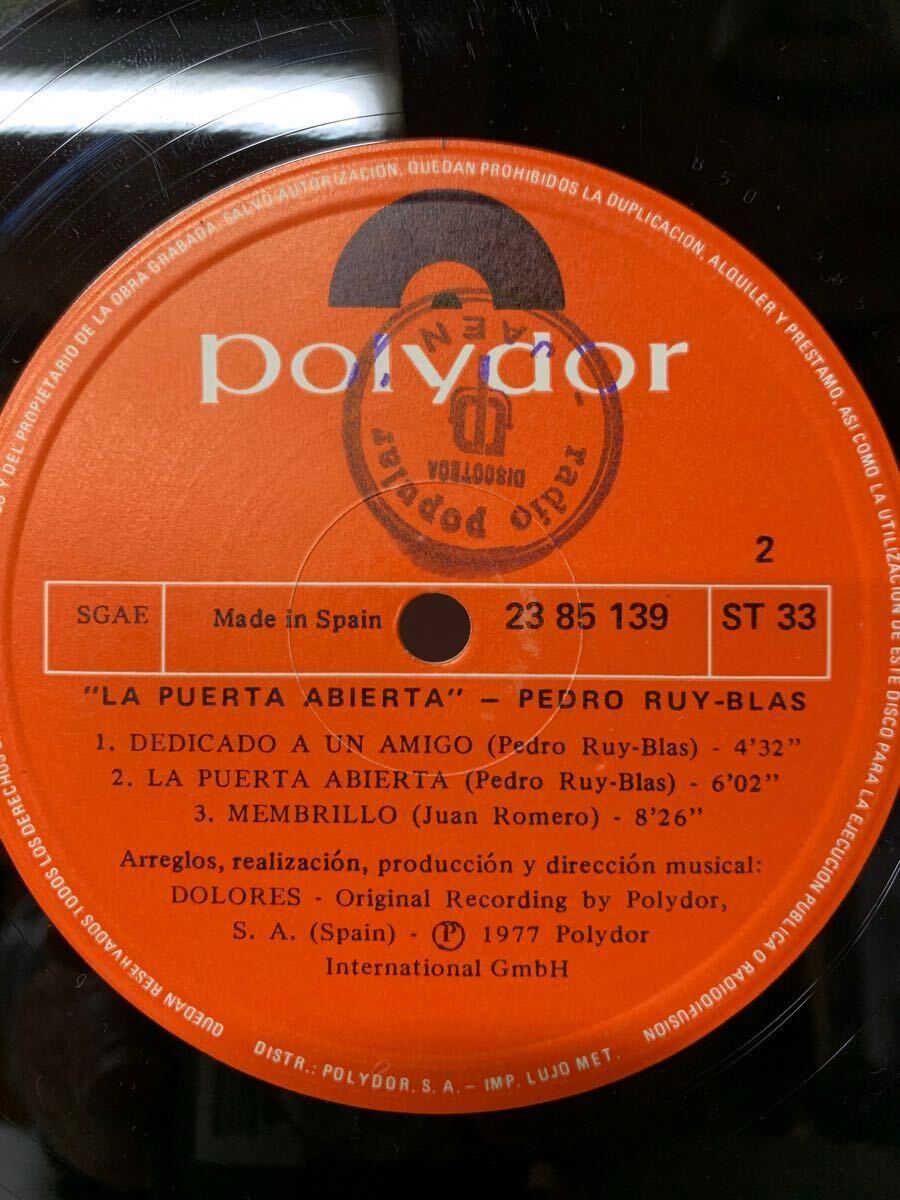 QUEDAN RESERVADOS TODOS LOS DERECHOS
Y DEL PROPIETARIO DE LA OBRA GRABADA. SALVO AUTORIZACION, QUEDAN PROHIBIDOS LA DUPLICACION, ALQUILER Y PRESTAMO, ASI COMO LA UTILIZACION DE ESTE DISCO PARA LA EJECUCION PUBLICA O RADIODIFUSION
polydor
JAEN
DISCOTECA
radio popular
2
SGAE
Made in Spain
23 85 139
ST 33
"LA PUERTA ABIERTA" – PEDRO RUY-BLAS
1. DEDICADO A UN AMIGO (Pedro Ruy-Blas) - 4'32"
2. LA PUERTA ABIERTA (Pedro Ruy-Blas) - 6'02"
3. MEMBRILLO (Juan Romero) - 8'26"
Arreglos, realización, producción y dirección musical:
DOLORES - Original Recording by Polydor,
S. A. (Spain) - Ⓟ 1977 Polydor
International GmbH
DISTR.: POLYDOR, S. A. – IMP. LUJO MET.
850